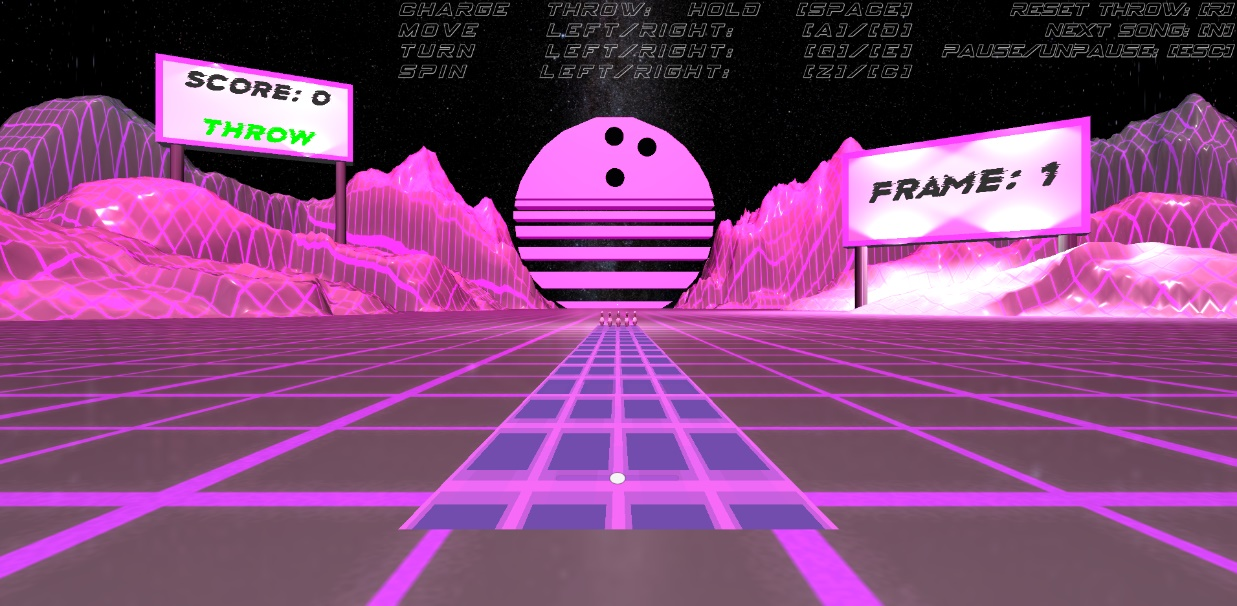 CHARGE THROW: HOLD [SPACE]
MOVE LEFT/RIGHT: [A]/[D]
TURN LEFT/RIGHT: [Q]/[E]
SPIN LEFT/RIGHT: [Z]/[C]
RESET THROW: [R]
NEXT SONG: [N]
PAUSE/UNPAUSE: [ESC]
SCORE: 0
THROW
FRAME: 1